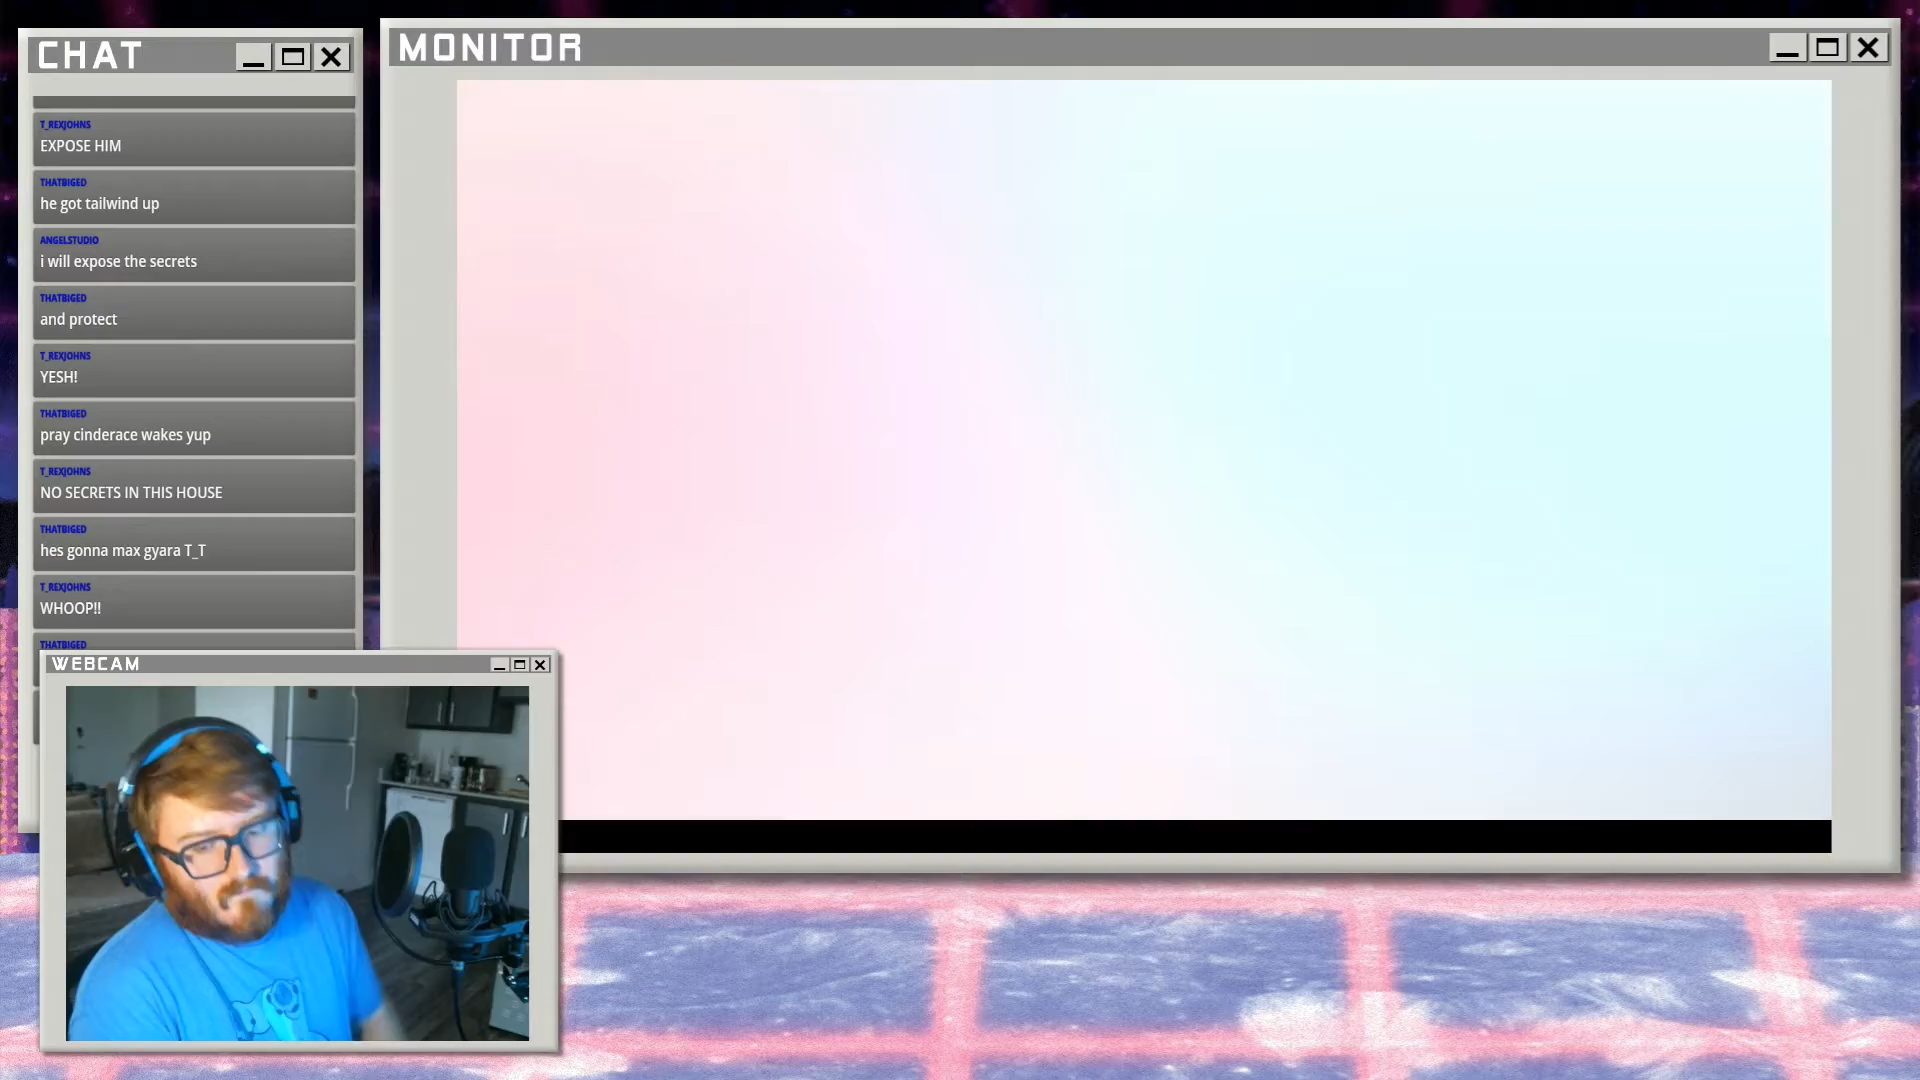 CHAT
T_REXJOHNS
EXPOSE HIM
THATBIGED
he got tailwind up
ANGELSTUDIO
i will expose the secrets
THATBIGED
and protect
T_REXJOHNS
YESH!
THATBIGED
pray cinderace wakes yup
T_REXJOHNS
NO SECRETS IN THIS HOUSE
THATBIGED
hes gonna max gyara T_T
T_REXJOHNS
WHOOP!!
THATBIGED
MONITOR
WEBCAM